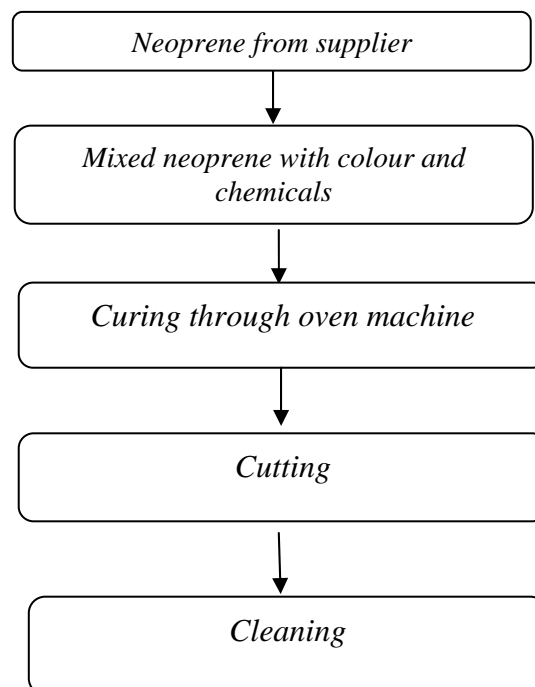 Neoprene from supplier
Mixed neoprene with colour and
chemicals
Curing through oven machine
Cutting
Cleaning